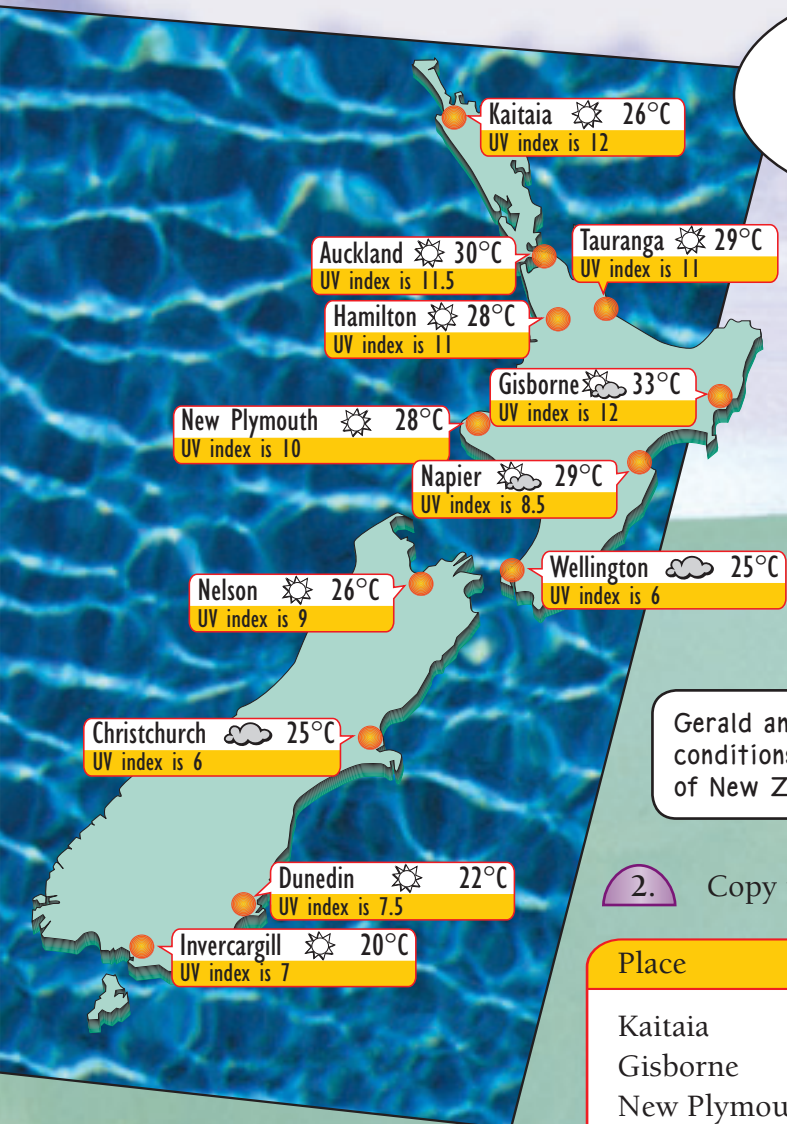 Kaitaia 26°C
UV index is 12
Auckland 30°C
UV index is 11.5
Tauranga 29°C
UV index is 11
Hamilton 28°C
UV index is 11
Gisborne 33°C
UV index is 12
New Plymouth 28°C
UV index is 10
Napier 29°C
UV index is 8.5
Wellington 25°C
UV index is 6
Nelson 26°C
UV index is 9
Christchurch 25°C
UV index is 6
Dunedin 22°C
UV index is 7.5
Invercargill 20°C
UV index is 7
Gerald an
conditions
of New Z
2. Copy
Place
Kaitaia
Gisborne
New Plymou